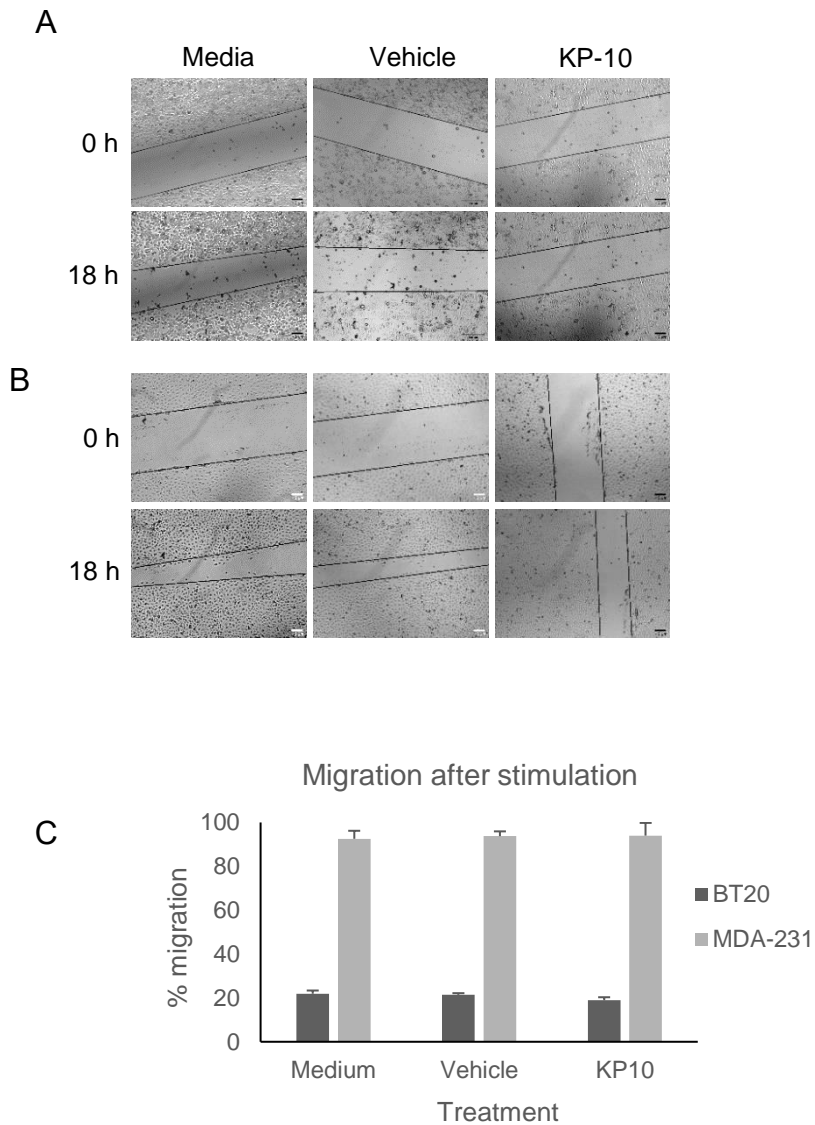 A
Media Vehicle KP-10
0 h
18 h
B
0 h
18 h
Migration after stimulation
C
100
80
60
40
20
0
% migration
BT20
MDA-231
Medium Vehicle KP10
Treatment